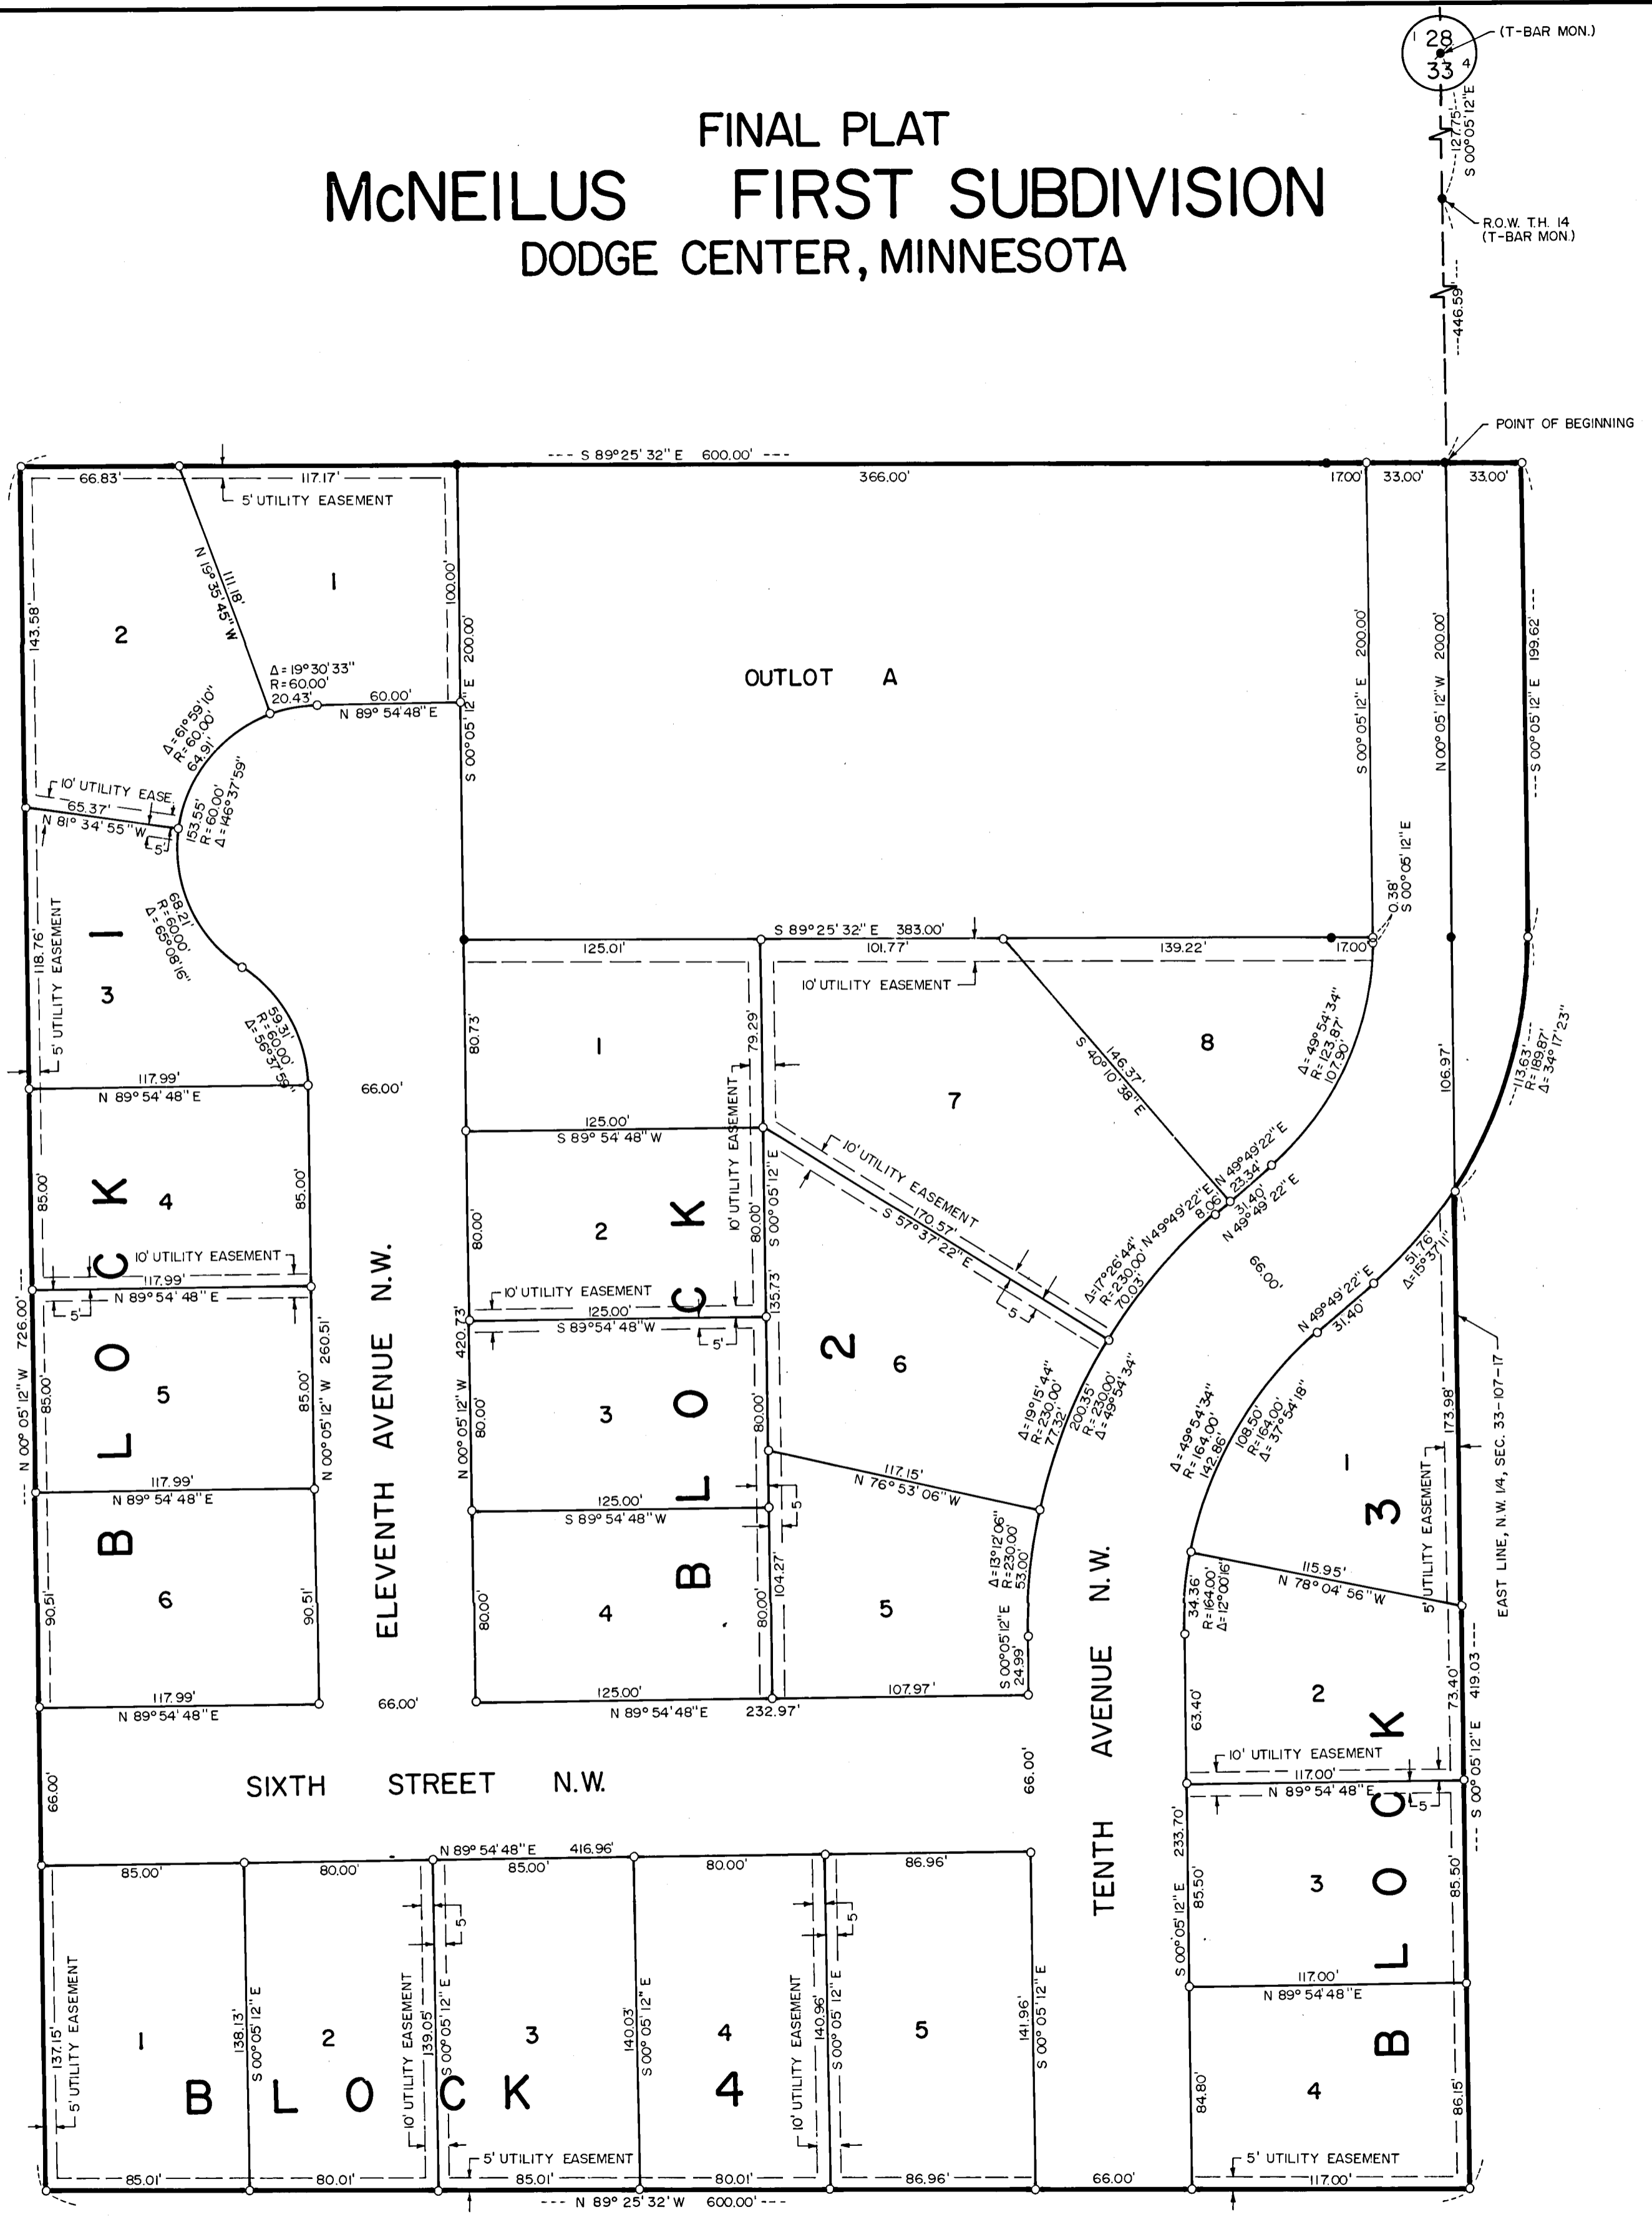 1 28
33 4
(T-BAR MON.)
127.75'
S 00°05'12"E
R.O.W. T.H. 14
(T-BAR MON.)
446.59'
FINAL PLAT
McNEILUS FIRST SUBDIVISION
DODGE CENTER, MINNESOTA
POINT OF BEGINNING
--- S 89°25'32"E 600.00' ---
66.83'
117.17'
366.00'
17.00'
33.00'
33.00'
5' UTILITY EASEMENT
143.58'
2
N 19°35'45" W
111.18'
1
100.00'
S 00°05'12"E 200.00'
Δ=19°30'33"
R=60.00'
20.43'
60.00'
N 89°54'48"E
OUTLOT A
S 00°05'12"E 200.00'
N 00°05'12"W 200.00'
--- S 00°05'12"E 199.62' ---
Δ=61°59'10"
R=60.00'
64.91'
10' UTILITY EASE.
65.37'
N 81°34'55"W
5'
153.55'
R=60.00'
Δ=146°37'59"
0.38'
S 00°05'12"E
118.76'
5' UTILITY EASEMENT
3
68.21'
R=60.00'
Δ=65°08'16"
59.31'
R=60.00'
Δ=56°37'59"
S 89°25'32"E 383.00'
125.01'
101.77'
139.22'
17.00'
10' UTILITY EASEMENT
80.73'
1
79.29'
7
146.37'
S 40°10'38"E
8
Δ=49°54'34"
R=123.87'
107.90'
106.97'
113.63'
R=189.87'
Δ=34°17'23"
117.99'
N 89°54'48"E
66.00'
125.00'
S 89°54'48"W
10' UTILITY EASEMENT
10' UTILITY EASEMENT
170.57'
S 57°37'22"E
5
N 49°49'22"E
23.34'
N 49°49'22"E
8.06'
31.40'
N 49°49'22"E
66.00'
85.00'
4
85.00'
80.00'
2
80.00'
S 00°05'12"E
135.73'
10' UTILITY EASEMENT
117.99'
N 89°54'48"E
5'
10' UTILITY EASEMENT
125.00'
S 89°54'48"W
5'
Δ=17°26'44"
R=230.00'
70.03'
51.76'
Δ=15°37'11"
N 49°49'22"E
31.40'
--- N 00°05'12"W 726.00' ---
85.00'
5
85.00'
N 00°05'12"W 260.51'
BLOCK 1
ELEVENTH AVENUE N.W.
N 00°05'12"W 420.73'
80.00'
3
80.00'
BLOCK 2
6
Δ=19°15'44"
R=230.00'
77.32'
200.35'
R=230.00'
Δ=49°54'34"
Δ=49°54'34"
R=164.00'
142.86'
108.50'
R=164.00'
Δ=37°54'18"
1
173.98'
EAST LINE, N.W. 1/4, SEC. 33-107-17
5' UTILITY EASEMENT
117.99'
N 89°54'48"E
125.00'
S 89°54'48"W
5
117.15'
N 76°53'06"W
115.95'
N 78°04'56"W
90.51'
6
90.51'
80.00'
4
80.00'
104.27'
5
Δ=13°12'06"
R=230.00'
53.00'
S 00°05'12"E
24.99'
34.36'
R=164.00'
Δ=12°00'16"
117.99'
N 89°54'48"E
66.00'
125.00'
N 89°54'48"E
107.97'
232.97'
63.40'
2
73.40'
--- S 00°05'12"E 419.03 ---
66.00'
SIXTH STREET N.W.
66.00'
TENTH AVENUE N.W.
BLOCK 3
10' UTILITY EASEMENT
117.00'
N 89°54'48"E
5'
N 89°54'48"E 416.96'
85.00'
80.00'
85.00'
80.00'
86.96'
S 00°05'12"E 233.70'
85.50'
3
85.50'
117.00'
N 89°54'48"E
137.15'
5' UTILITY EASEMENT
1
138.13'
S 00°05'12"E
2
10' UTILITY EASEMENT
139.05'
S 00°05'12"E
5'
3
140.03'
S 00°05'12"E
4
10' UTILITY EASEMENT
140.96'
S 00°05'12"E
5'
5
141.96'
S 00°05'12"E
84.80'
4
86.15'
BLOCK 4
5' UTILITY EASEMENT
5' UTILITY EASEMENT
85.01'
80.01'
85.01'
80.01'
86.96'
66.00'
117.00'
--- N 89°25'32"W 600.00' ---